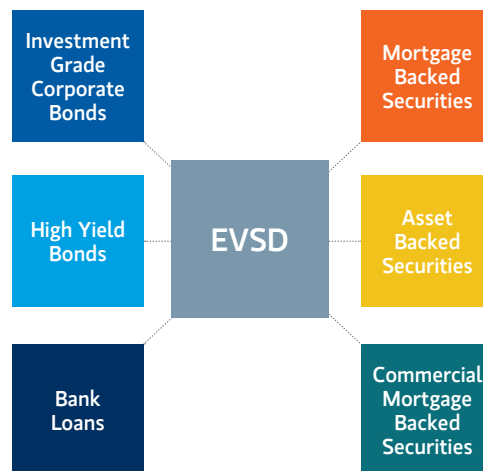 Investment
Grade
Corporate
Bonds
Mortgage
Backed
Securities
High Yield
Bonds
EVSD
Asset
Backed
Securities
Bank
Loans
Commercial
Mortgage
Backed
Securities